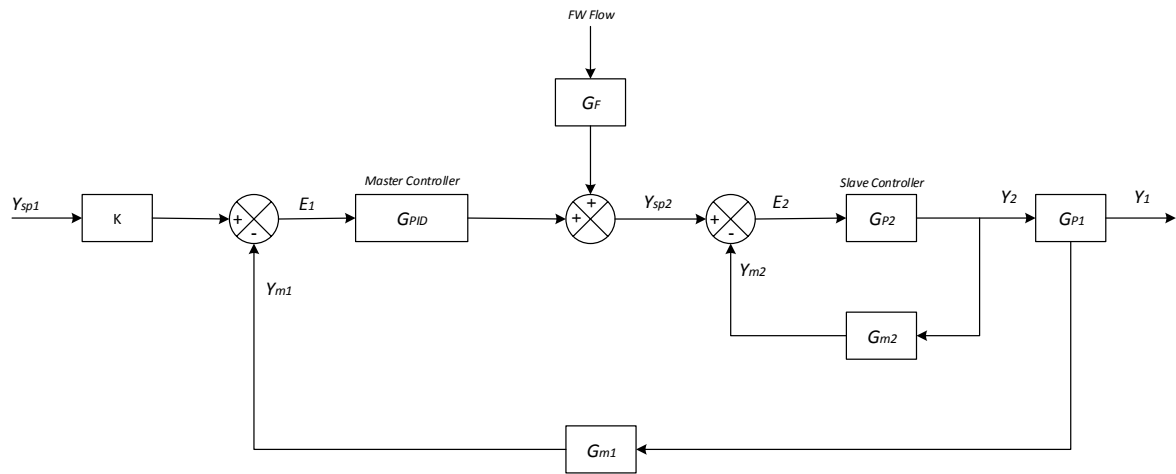 FW Flow
GF
Ysp1
K
+
-
E1
Master Controller
GPID
+
+
Ysp2
+
-
E2
Slave Controller
GP2
Y2
GP1
Y1
Ym1
Ym2
Gm2
Gm1